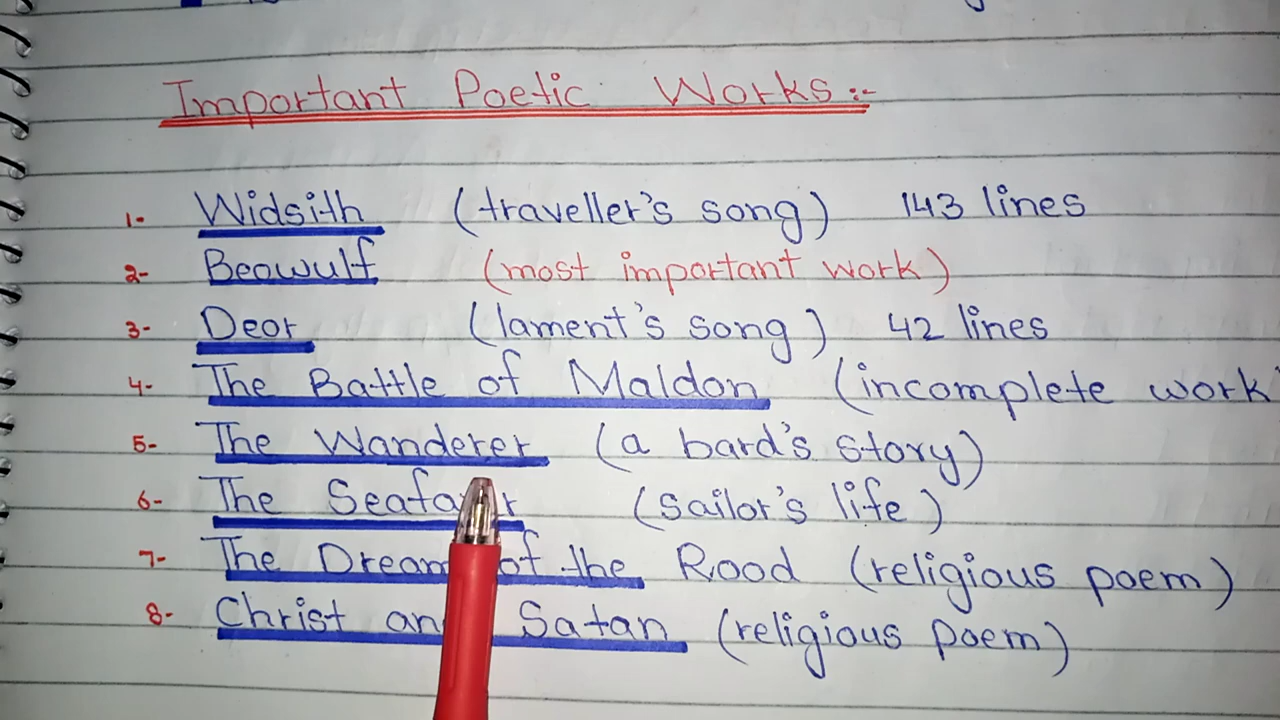 Important Poetic Works:-
1- Widsith (traveller's song) 143 lines
2- Beowulf (most important work)
3- Deor (lament's song) 42 lines
4- The Battle of Maldon (incomplete work
5- The Wanderer (a bard's story)
6- The (sailor's life)
7- The Dream of the Rood (religious poem)
8- Christ Satan (religious poem)